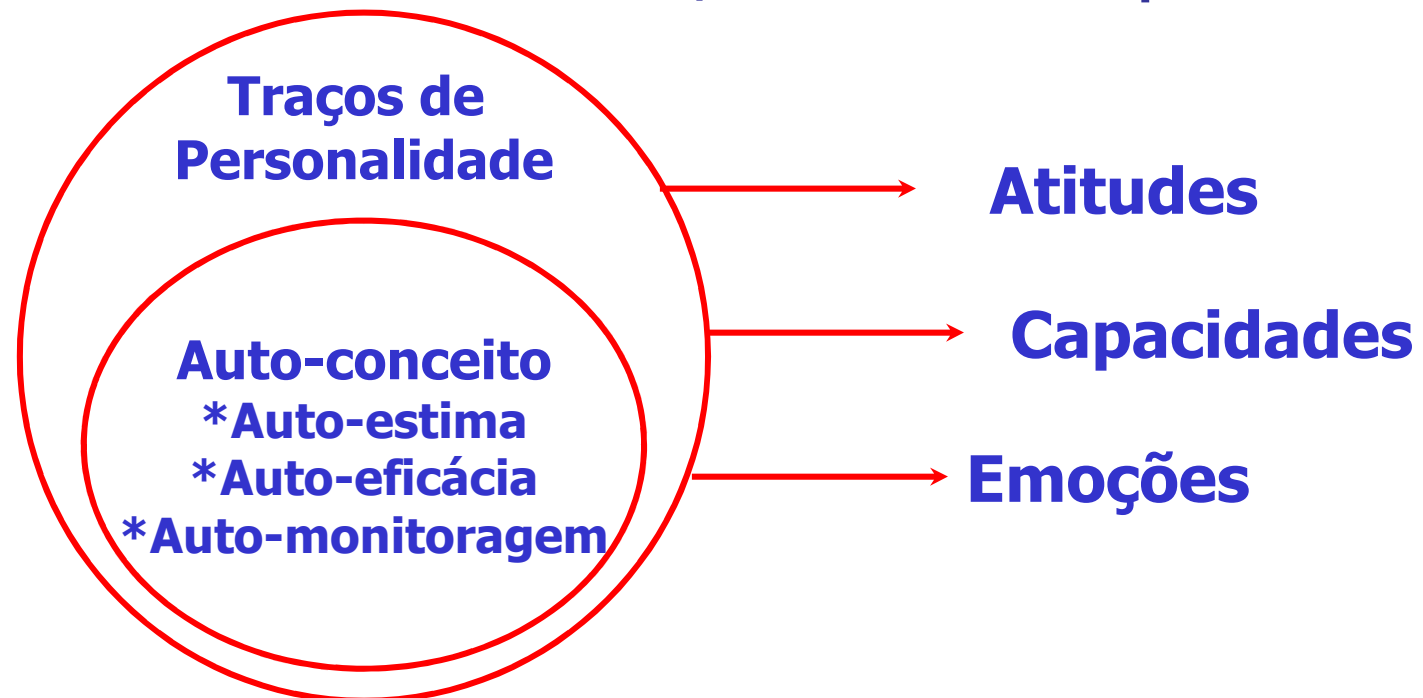 Traços de
Personalidade
Atitudes
Capacidades
Auto-conceito
*Auto-estima
*Auto-eficácia
*Auto-monitoragem
Emoções